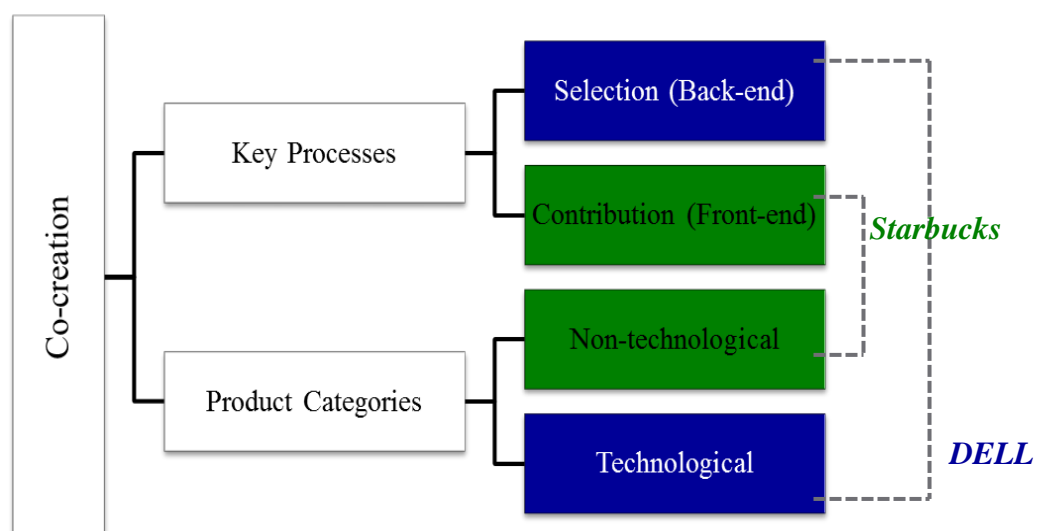 Co-creation
Key Processes
Product Categories
Selection (Back-end)
Contribution (Front-end)
Non-technological
Technological
Starbucks
DELL